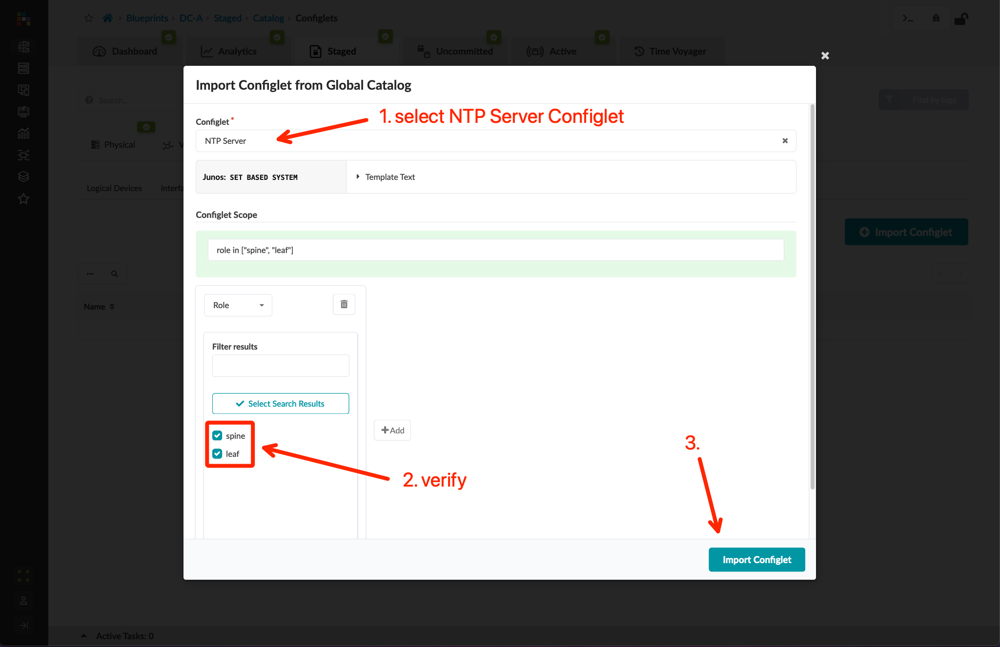 Blueprints
DC-A
Staged
Catalog
Configlets
Dashboard
Analytics
Staged
Uncommitted
Active
Time Voyager
Import Configlet from Global Catalog
Search...
Find by tags
1. select NTP Server Configlet
Configlet *
NTP Server
Physical
V
Junos: SET BASED SYSTEM
Template Text
Logical Devices
Interfa
Configlet Scope
Import Configlet
role in ["spine", "leaf"]
Name
Role
Filter results
Select Search Results
spine
leaf
Add
2. verify
3.
Import Configlet
Active Tasks: 0